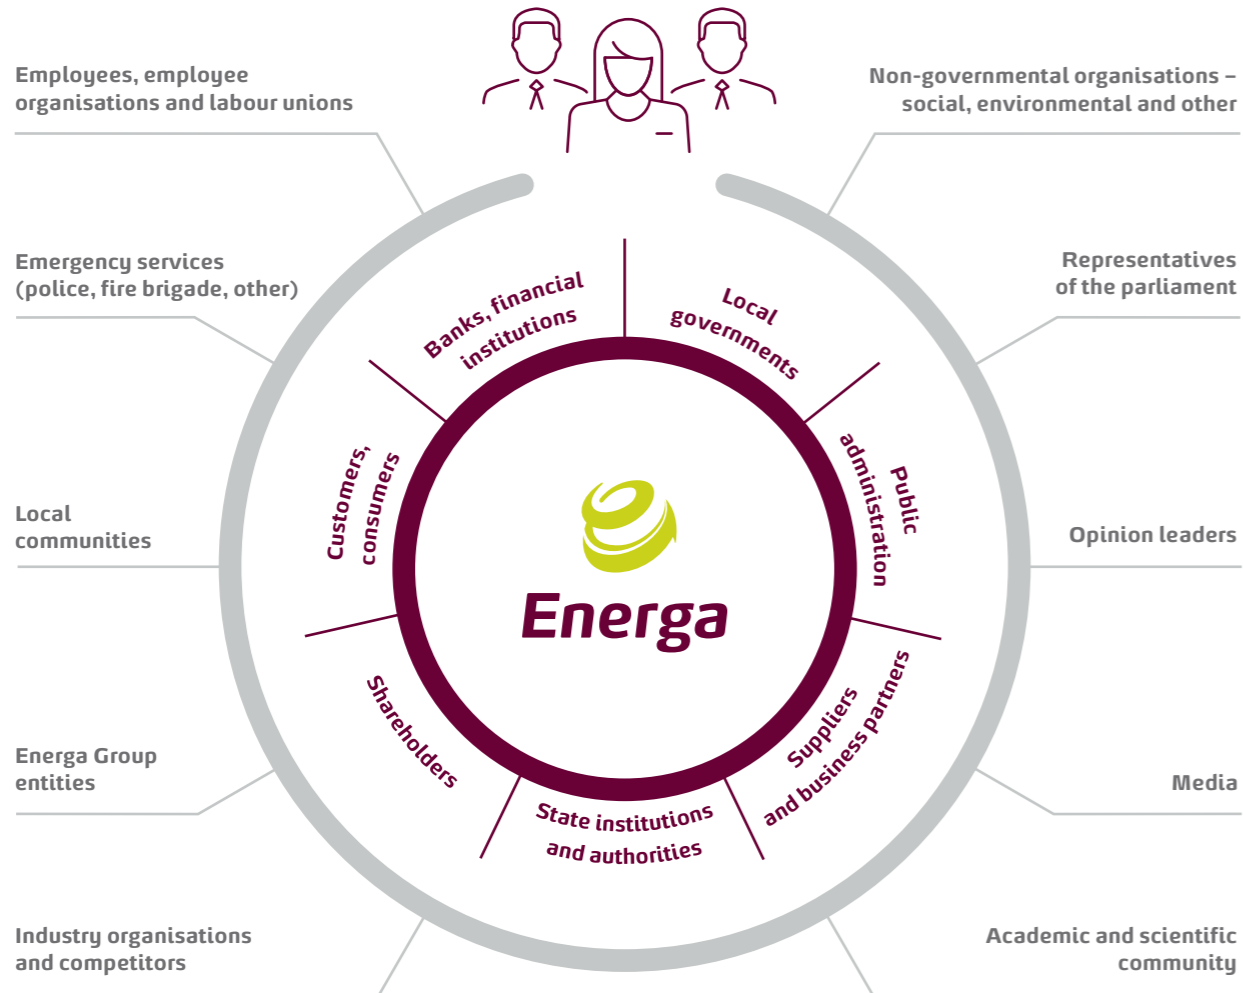 Employees, employee
organisations and labour unions
Non-governmental organisations –
social, environmental and other
Emergency services
(police, fire brigade, other)
Representatives
of the parliament
Banks, financial
institutions
Local
governments
Customers,
consumers
Public
administration
Local
communities
Opinion leaders
Energa
Shareholders
Suppliers
and business partners
State institutions
and authorities
Energa Group
entities
Media
Industry organisations
and competitors
Academic and scientific
community